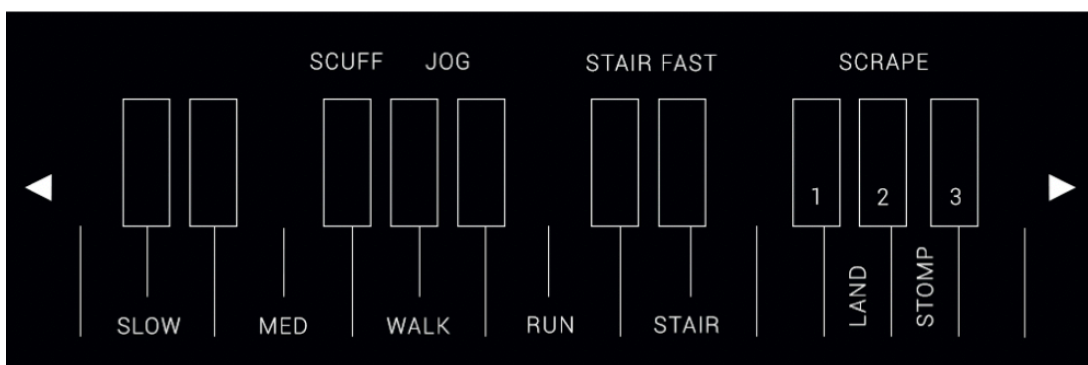 SCUFF JOG STAIR FAST SCRAPE
1 2 3
LAND STOMP
SLOW MED WALK RUN STAIR